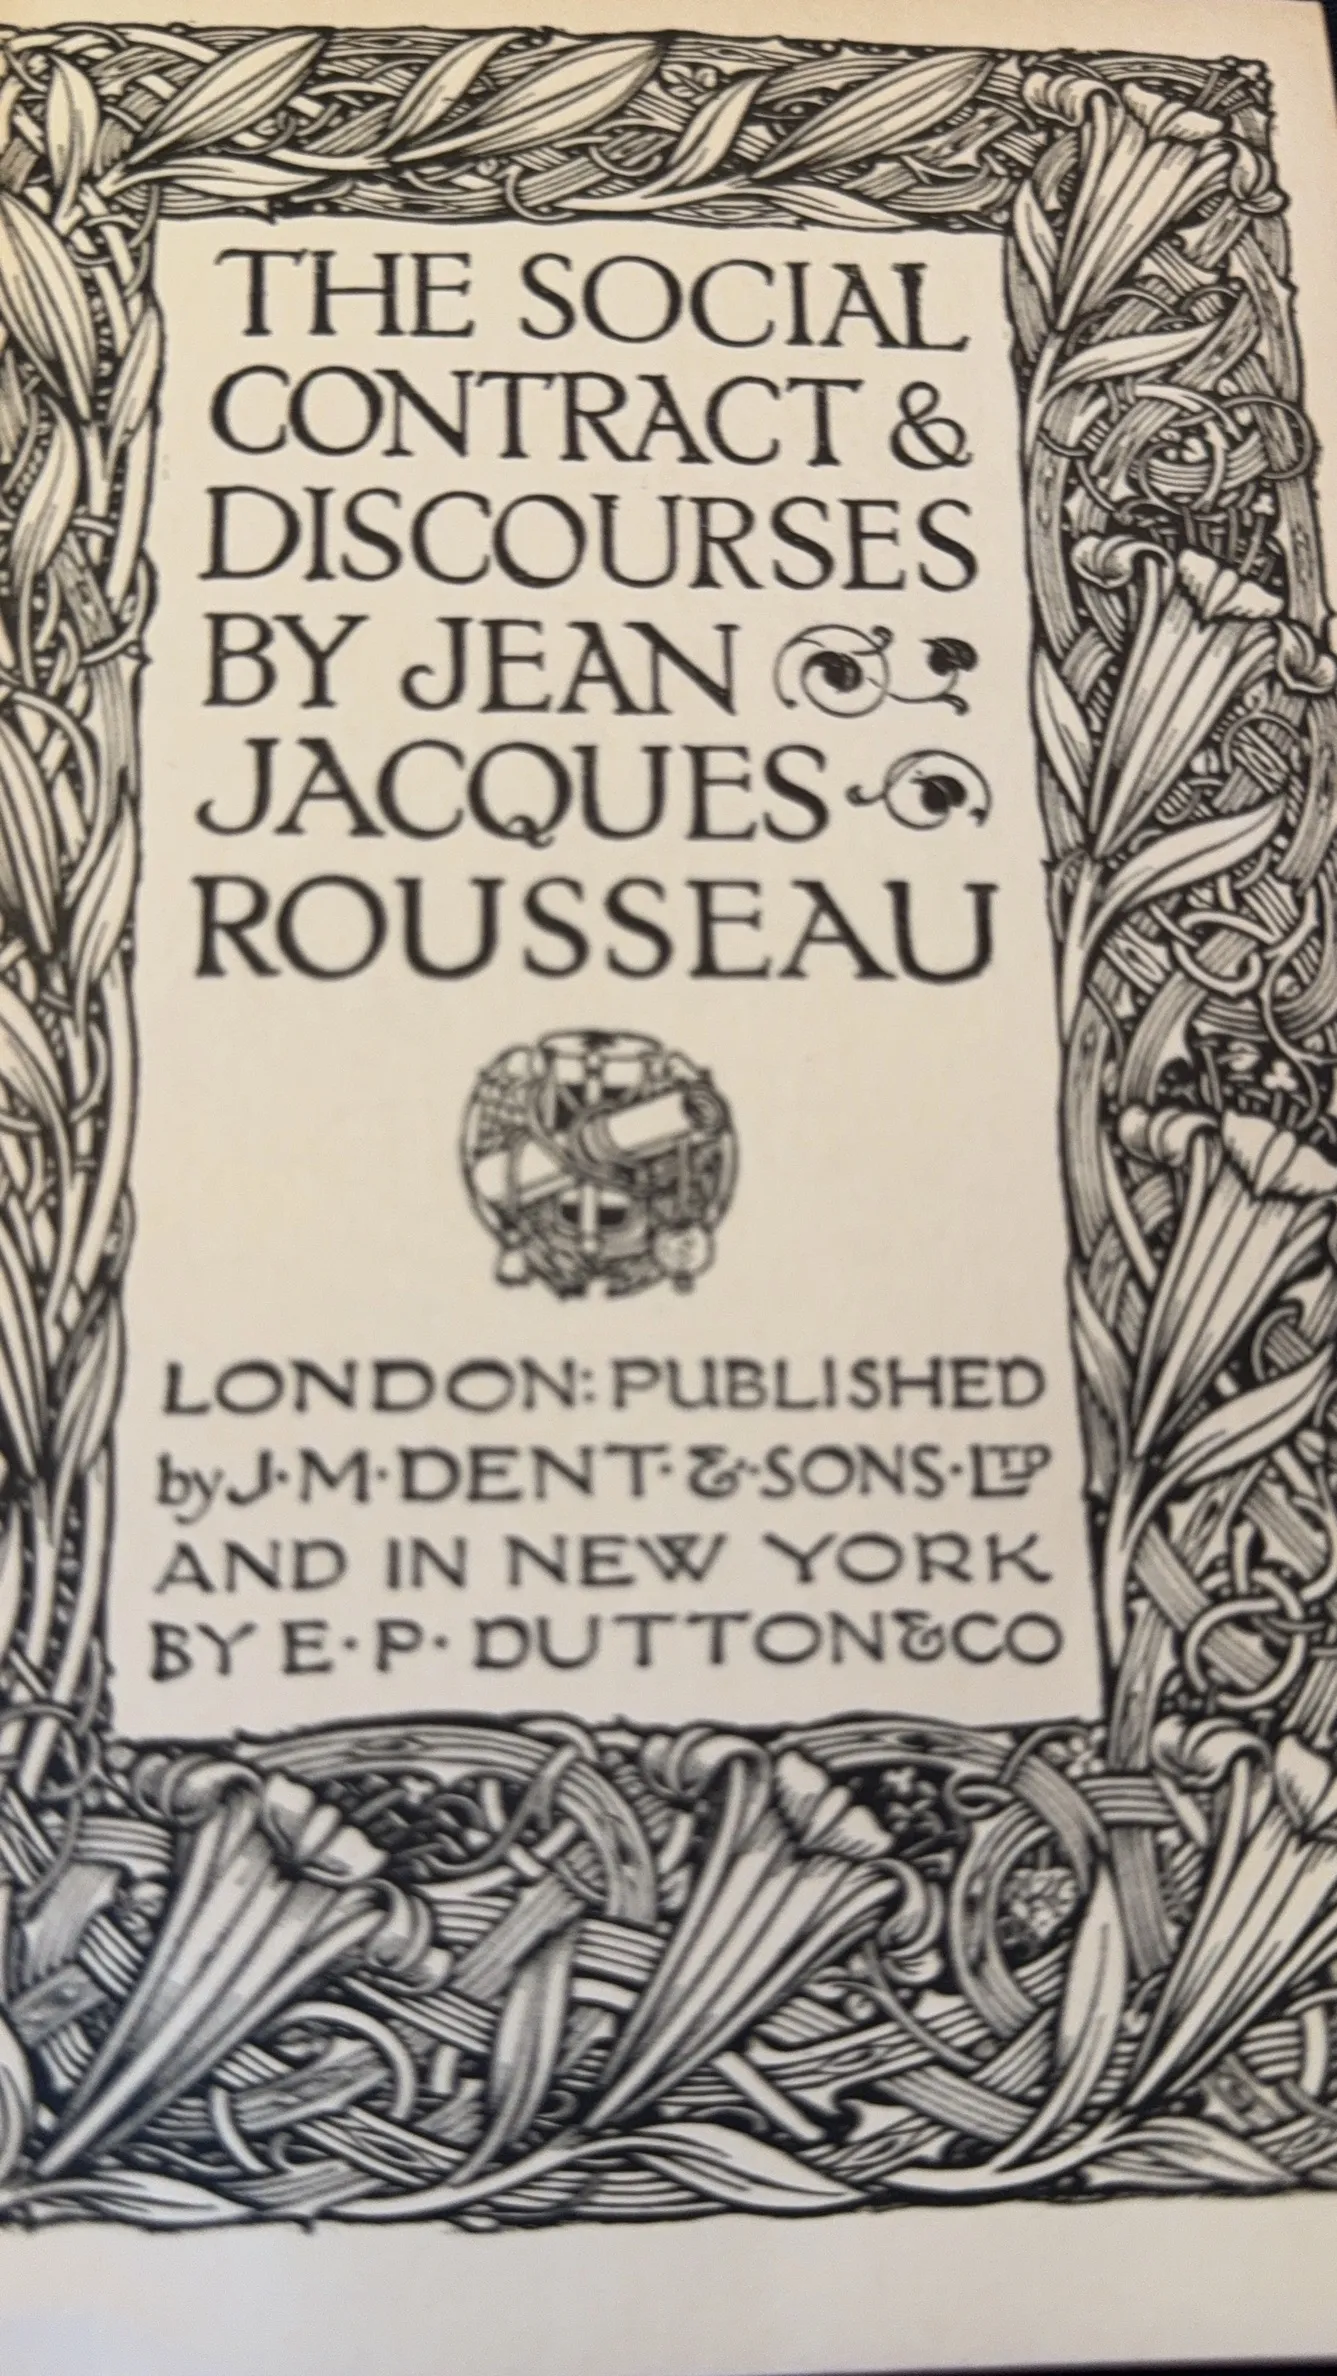 THE SOCIAL
CONTRACT &
DISCOURSES
BY JEAN
JACQUES
ROUSSEAU
LONDON: PUBLISHED
by J·M·DENT·&·SONS·LTD
AND IN NEW YORK
BY E·P·DUTTON&CO